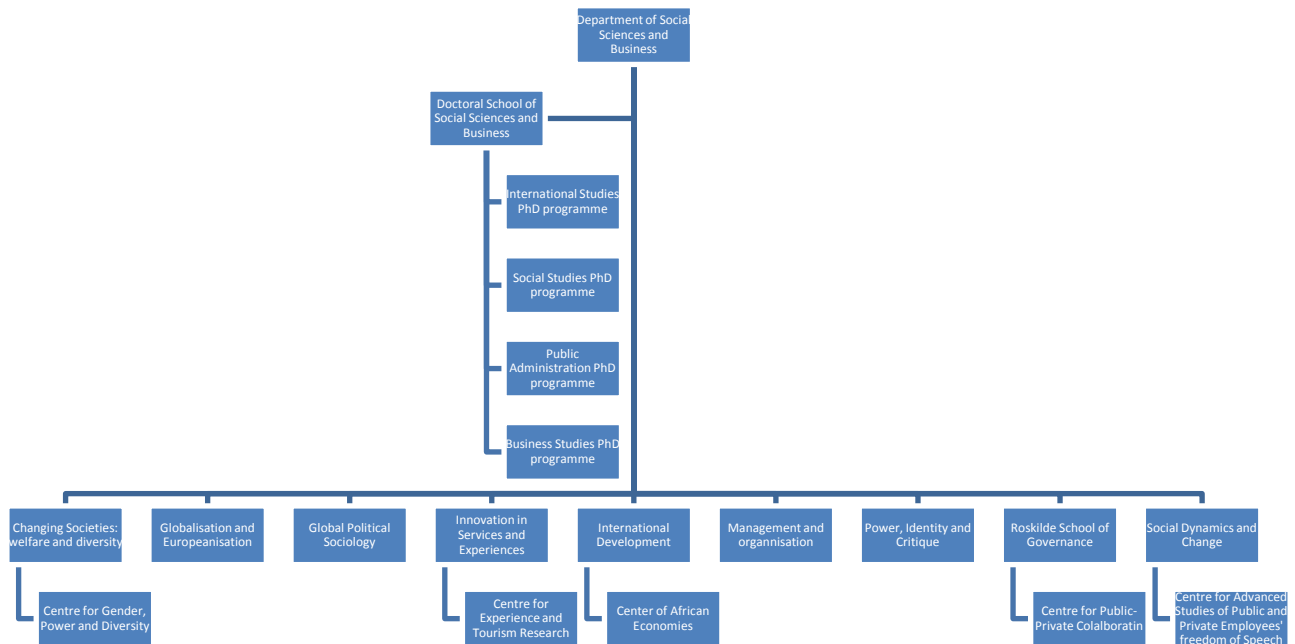 Department of Social
Sciences and
Business
Doctoral School of
Social Sciences and
Business
International Studies
PhD programme
Social Studies PhD
programme
Public
Administration PhD
programme
Business Studies PhD
programme
Changing Societies:
welfare and diversity
Globalisation and
Europeanisation
Global Political
Sociology
Innovation in
Services and
Experiences
International
Development
Management and
organnisation
Power, Identity and
Critique
Roskilde School of
Governance
Social Dynamics and
Change
Centre for Gender,
Power and Diversity
Centre for
Experience and
Tourism Research
Center of African
Economies
Centre for Public-
Private Colalboratin
Centre for Advanced
Studies of Public and
Private Employees'
freedom of Speech